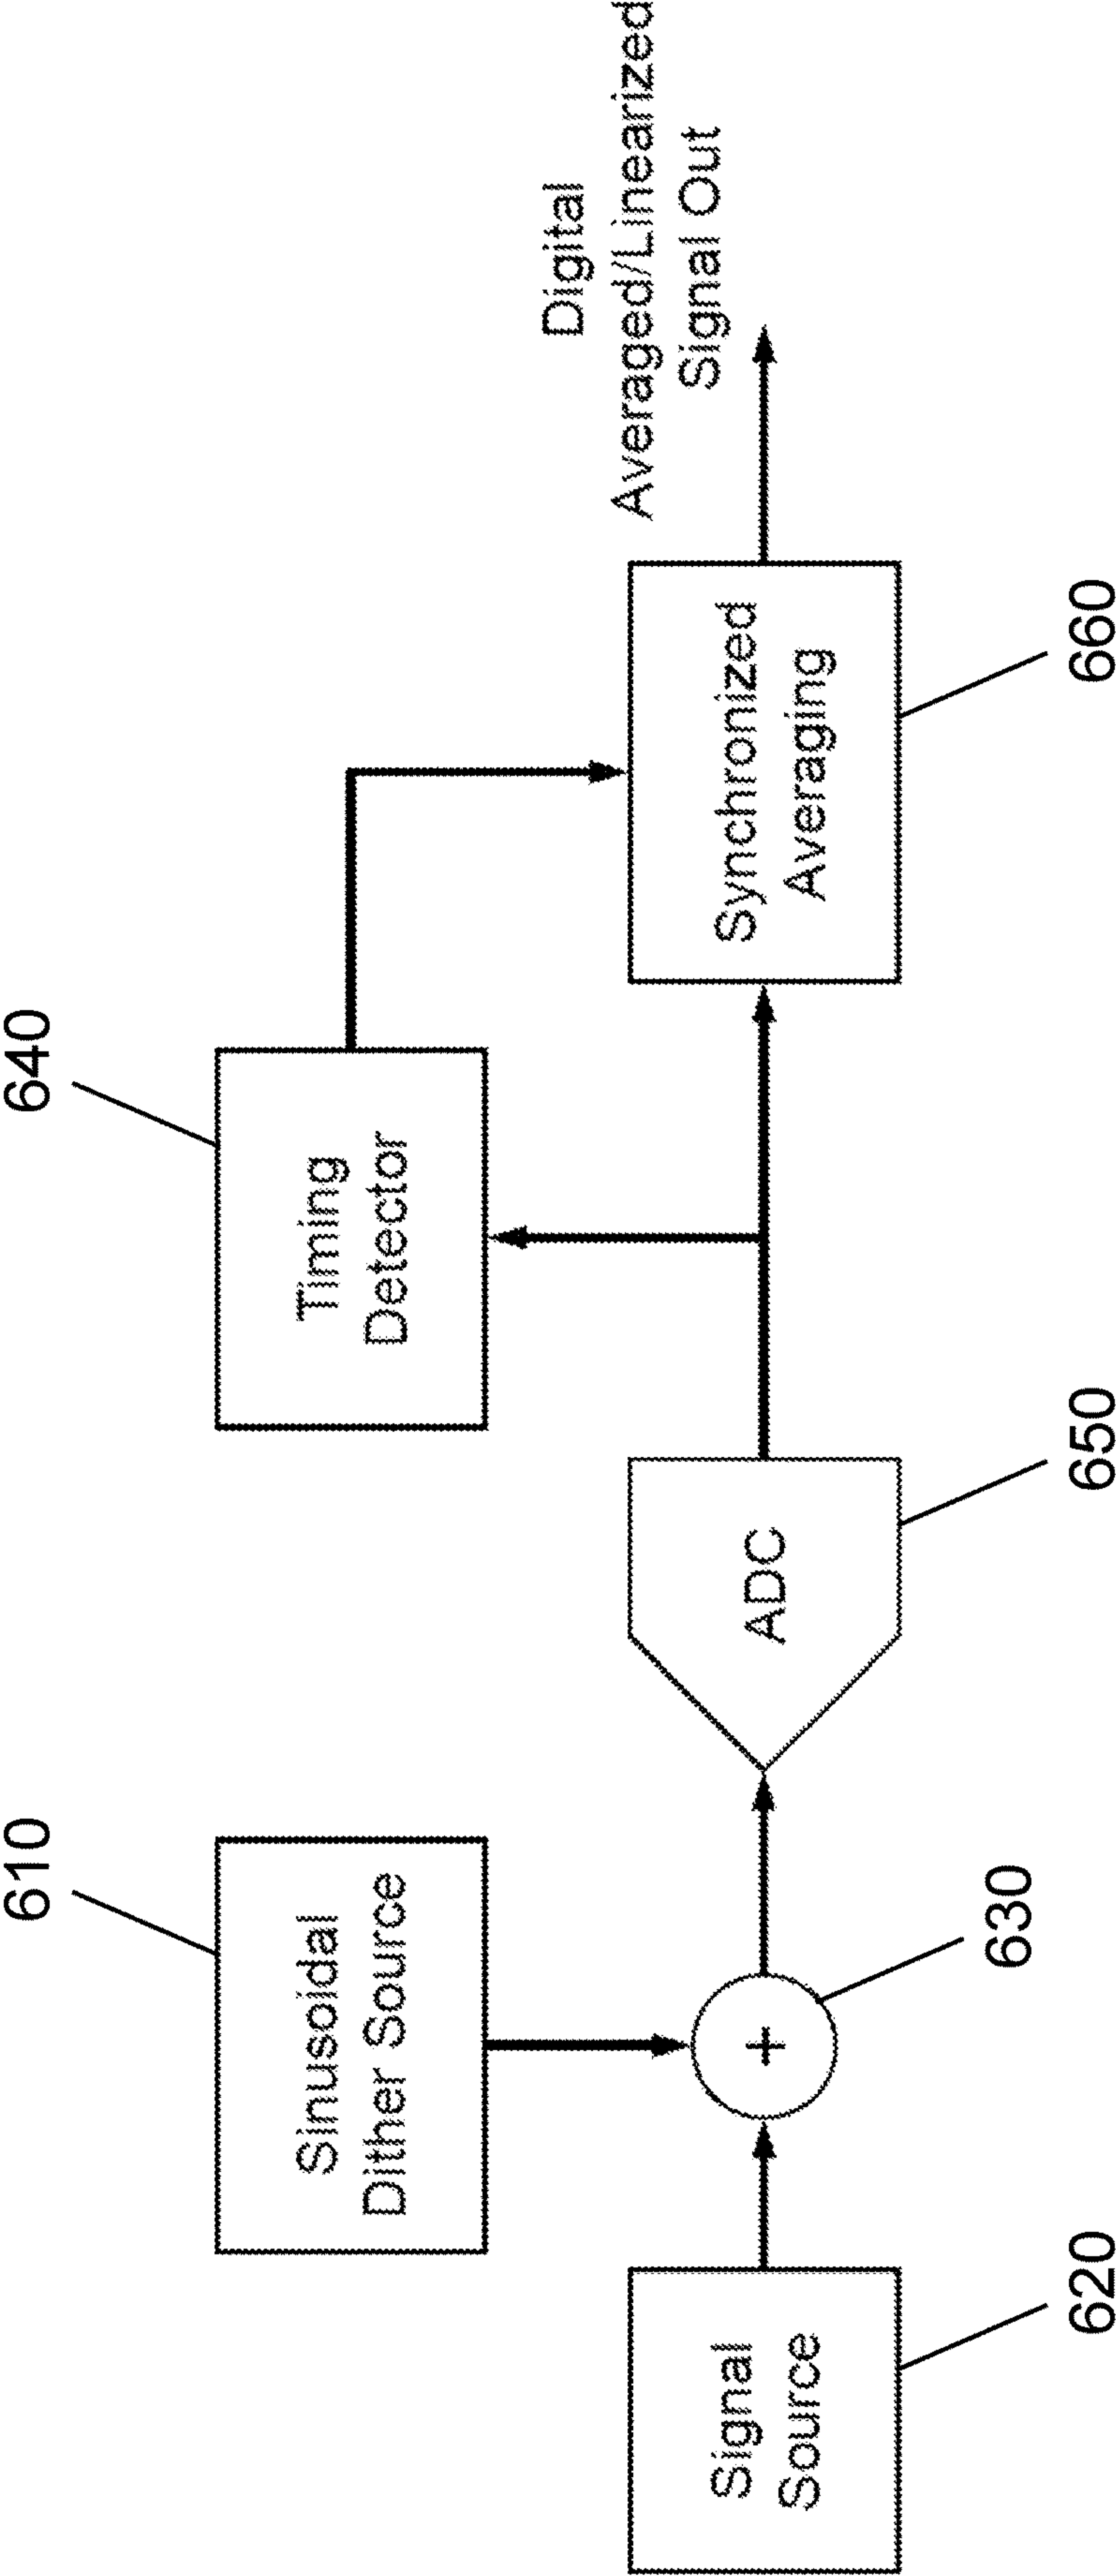 610
Sinusoidal
Dither Source
640
Timing
Detector
Signal
Source
620
+
630
ADC
650
Synchronized
Averaging
660
Digital
Averaged/Linearized
Signal Out